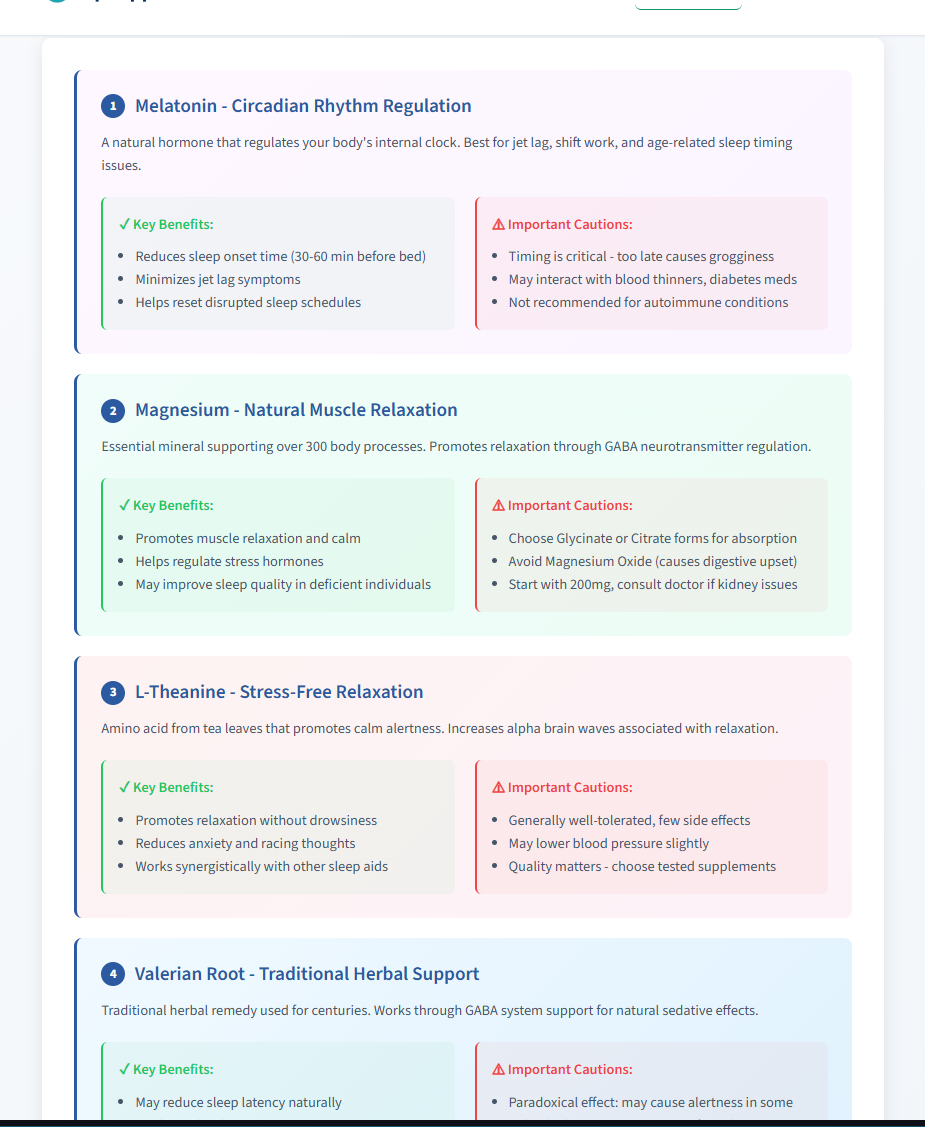 1 Melatonin - Circadian Rhythm Regulation
A natural hormone that regulates your body's internal clock. Best for jet lag, shift work, and age-related sleep timing
issues.
✓ Key Benefits:
• Reduces sleep onset time (30-60 min before bed)
• Minimizes jet lag symptoms
• Helps reset disrupted sleep schedules
⚠ Important Cautions:
• Timing is critical - too late causes grogginess
• May interact with blood thinners, diabetes meds
• Not recommended for autoimmune conditions
2 Magnesium - Natural Muscle Relaxation
Essential mineral supporting over 300 body processes. Promotes relaxation through GABA neurotransmitter regulation.
✓ Key Benefits:
• Promotes muscle relaxation and calm
• Helps regulate stress hormones
• May improve sleep quality in deficient individuals
⚠ Important Cautions:
• Choose Glycinate or Citrate forms for absorption
• Avoid Magnesium Oxide (causes digestive upset)
• Start with 200mg, consult doctor if kidney issues
3 L-Theanine - Stress-Free Relaxation
Amino acid from tea leaves that promotes calm alertness. Increases alpha brain waves associated with relaxation.
✓ Key Benefits:
• Promotes relaxation without drowsiness
• Reduces anxiety and racing thoughts
• Works synergistically with other sleep aids
⚠ Important Cautions:
• Generally well-tolerated, few side effects
• May lower blood pressure slightly
• Quality matters - choose tested supplements
4 Valerian Root - Traditional Herbal Support
Traditional herbal remedy used for centuries. Works through GABA system support for natural sedative effects.
✓ Key Benefits:
• May reduce sleep latency naturally
⚠ Important Cautions:
• Paradoxical effect: may cause alertness in some